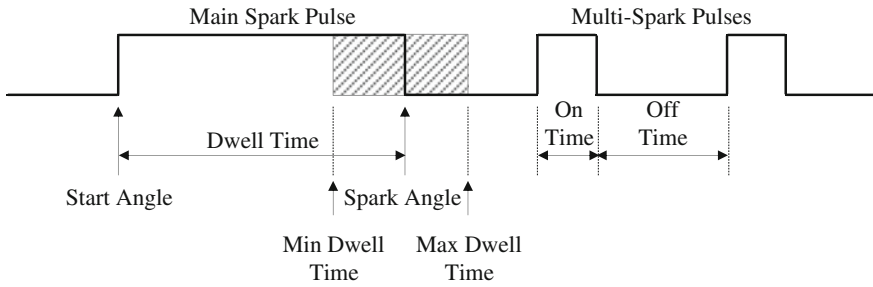 Main Spark Pulse
Multi-Spark Pulses
On
Time
Off
Time
Dwell Time
Start Angle
Spark Angle
Min Dwell
Time
Max Dwell
Time